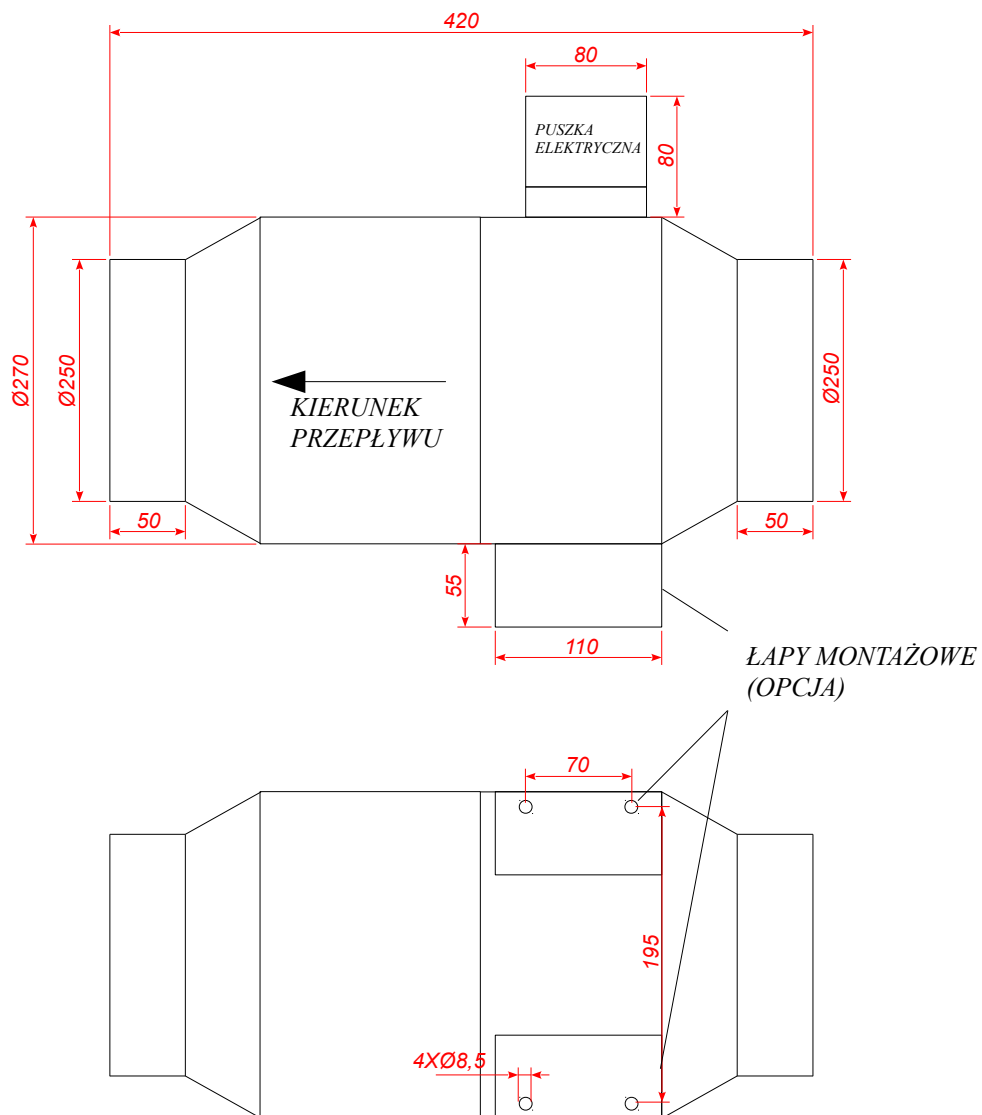 420
80
PUSZKA
ELEKTRYCZNA
80
Ø270
Ø250
KIERUNEK
PRZEPŁYWU
Ø250
50
50
55
110
ŁAPY MONTAŻOWE
(OPCJA)
70
195
4XØ8,5